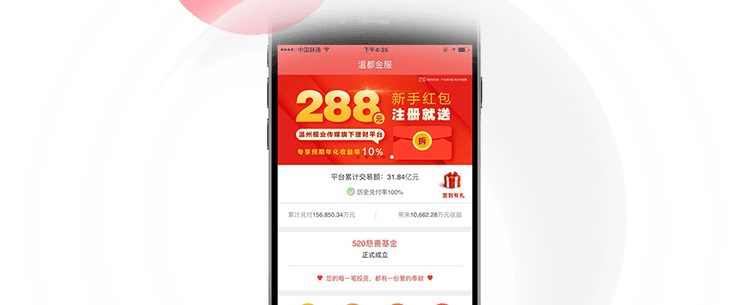 中国联通 下午4:35
温都金服
288元
新手红包
注册就送
温州报业传媒旗下理财平台
拆
专享预期年化收益率10%
平台累计交易额：31.84亿元
历史兑付率100%
签到有礼
累计兑付156,850.34万元
带来10,662.28万元收益
520慈善基金
正式成立
您的每一笔投资，都有一份爱的奉献